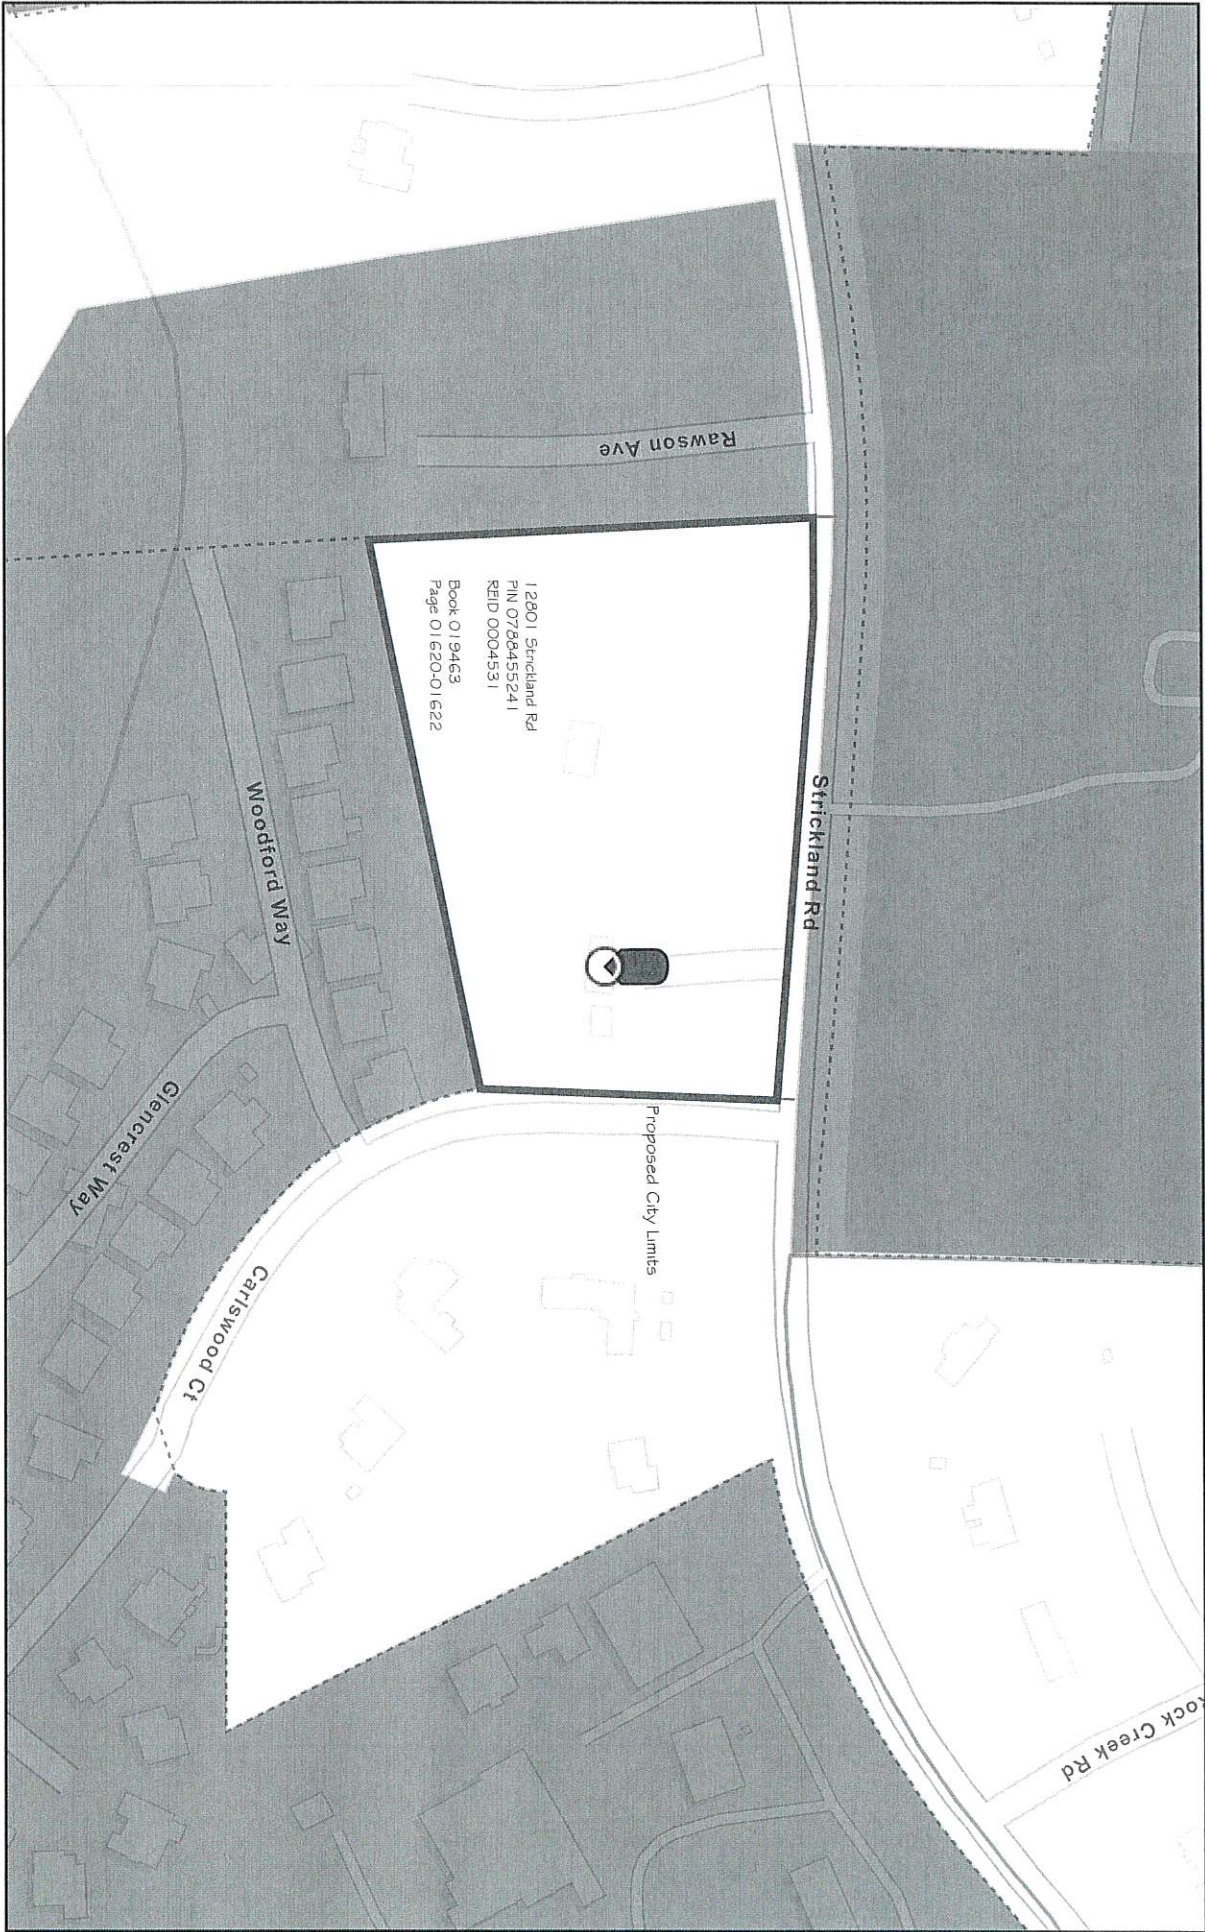 Strickland Rd
Rock Creek Rd
Rawson Ave
12801 Strickland Rd
PIN 0788455241
REID 0004531
Book 019463
Page 01620-01622
Proposed City Limits
Woodford Way
Carlswood Ct
Glencrest Way